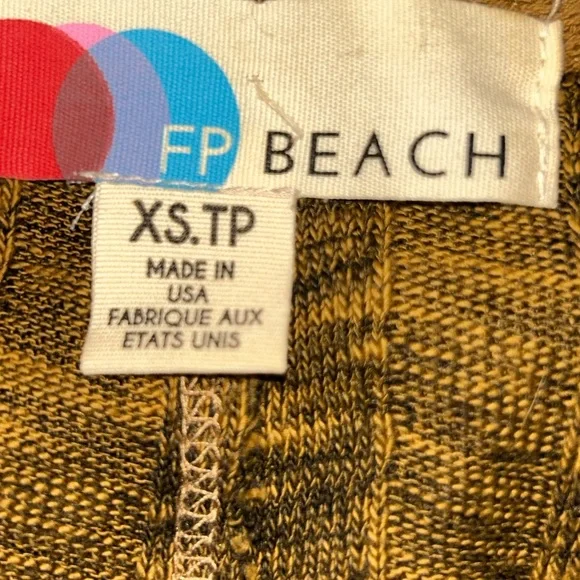 FP BEACH
XS.TP
MADE IN
USA
FABRIQUE AUX
ETATS UNIS